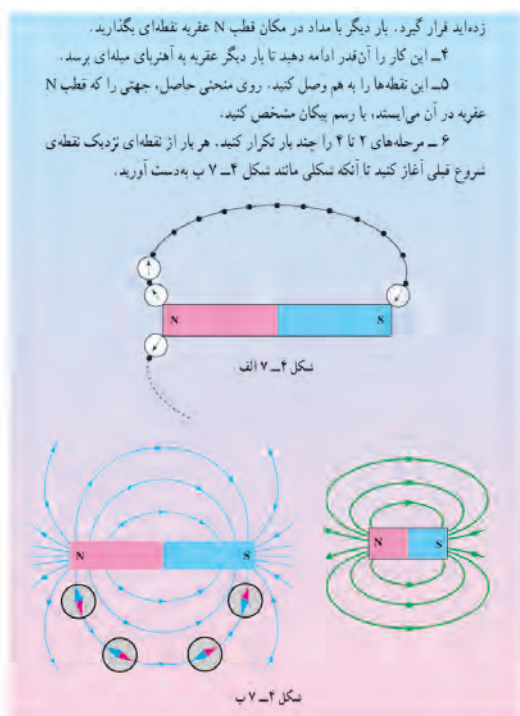 زده‌اید قرار گیرد. بار دیگر با مداد در مکان قطب N عقربه نقطه‌ای بگذارید.
۴ــ این کار را آن‌قدر ادامه دهید تا بار دیگر عقربه به آهنربای میله‌ای برسد.
۵ــ این نقطه‌ها را به هم وصل کنید. روی منحنی حاصل، جهتی را که قطب N
عقربه در آن می‌ایستد، با رسم پیکان مشخص کنید.
۶ ــ مرحله‌های ۲ تا ۴ را چند بار تکرار کنید. هر بار از نقطه‌ای نزدیک نقطه‌ی
شروع قبلی آغاز کنید تا آنکه شکلی مانند شکل ۴ــ ۷ ب به‌دست آورید.
N S
شکل ۴ــ ۷ الف
N S
N S
شکل ۴ــ ۷ ب